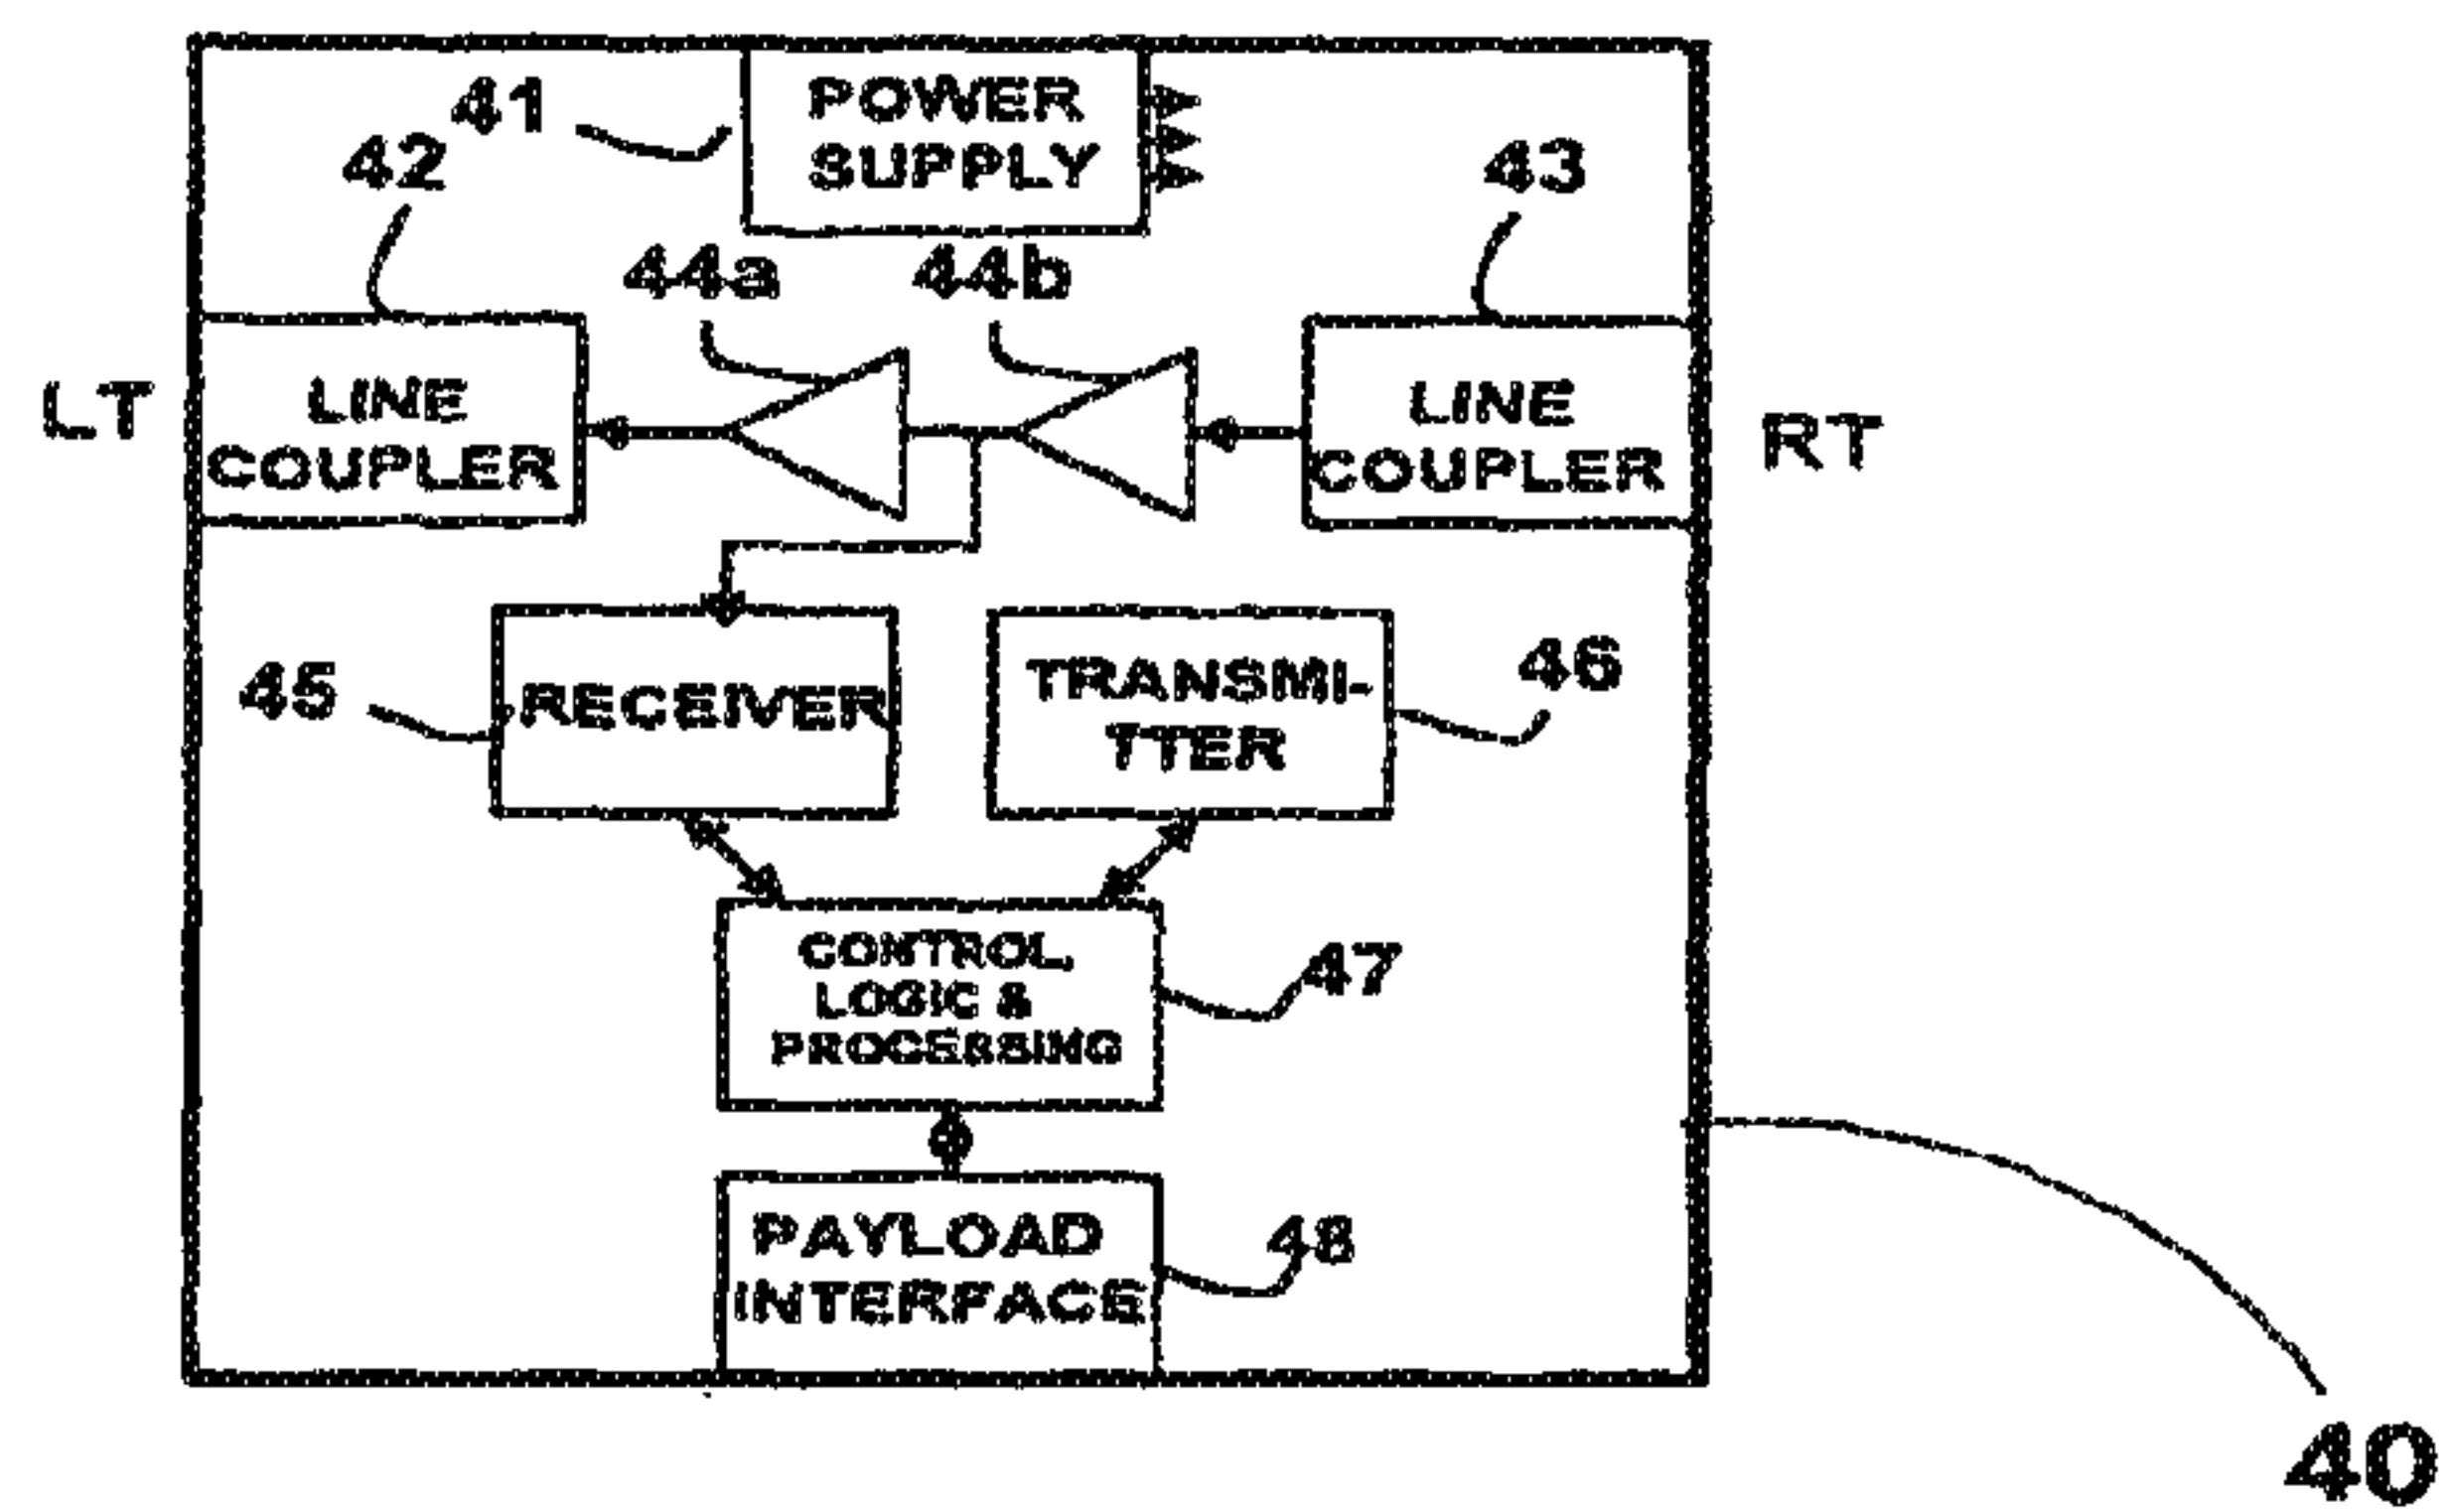 41
POWER
SUPPLY
42
43
44a
44b
LT
LINE
COUPLER
LINE
COUPLER
RT
45
RECEIVER
TRANSMI-
TTER
46
CONTROL,
LOGIC &
PROCESSING
47
PAYLOAD
INTERFACE
48
40